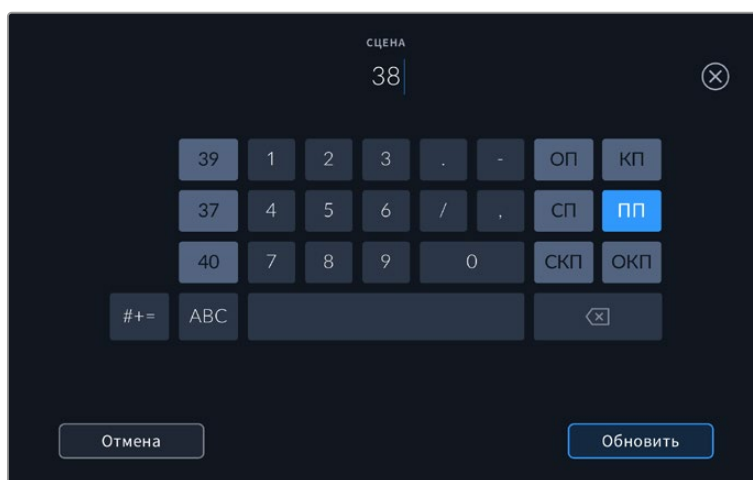 СЦЕНА
38
39 1 2 3 . - ОП КП
37 4 5 6 / , СП ПП
40 7 8 9 0 СКП ОКП
#+= ABC
Отмена Обновить